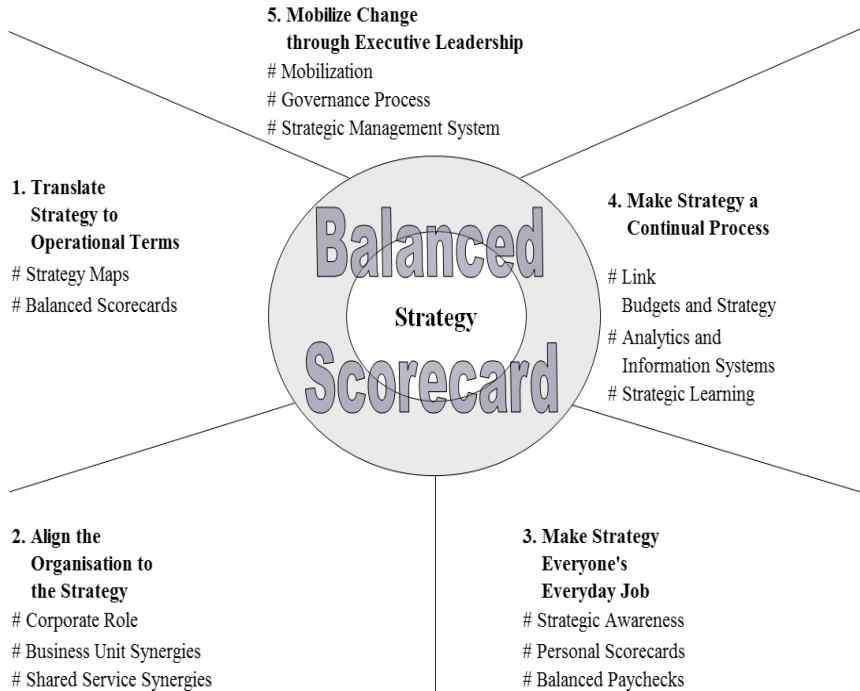 5. Mobilize Change
through Executive Leadership
# Mobilization
# Governance Process
# Strategic Management System
1. Translate
Strategy to
Operational Terms
# Strategy Maps
# Balanced Scorecards
Balanced
Strategy
Scorecard
4. Make Strategy a
Continual Process
# Link
Budgets and Strategy
# Analytics and
Information Systems
# Strategic Learning
2. Align the
Organisation to
the Strategy
# Corporate Role
# Business Unit Synergies
# Shared Service Synergies
3. Make Strategy
Everyone's
Everyday Job
# Strategic Awareness
# Personal Scorecards
# Balanced Paychecks